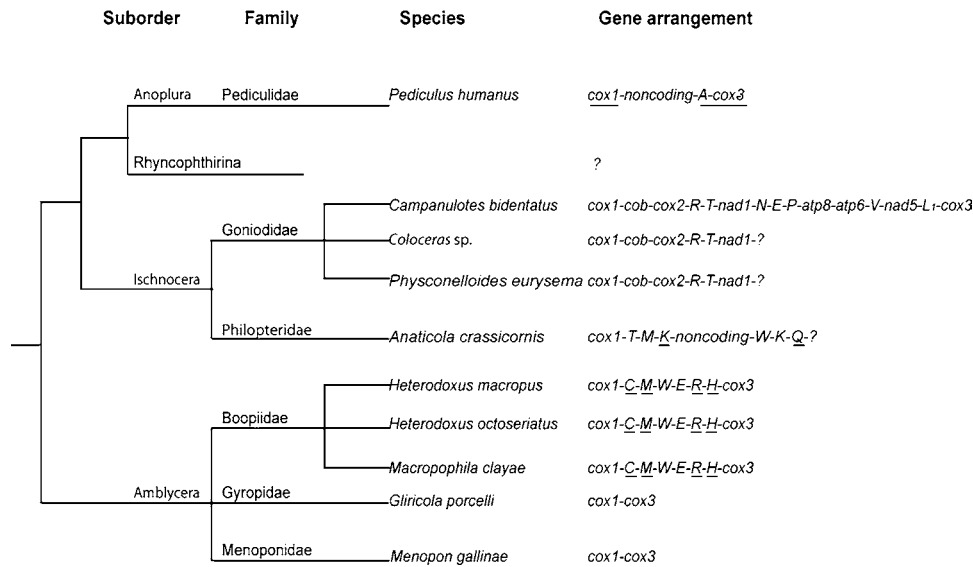 Suborder Family Species Gene arrangement
Anoplura Pediculidae Pediculus humanus cox1-noncoding-A-cox3
Rhyncophthirina ?
Campanulotes bidentatus cox1-cob-cox2-R-T-nad1-N-E-P-atp8-atp6-V-nad5-L1-cox3
Goniodidae Coloceras sp. cox1-cob-cox2-R-T-nad1-?
Ischnocera Physconelloides eurysema cox1-cob-cox2-R-T-nad1-?
Philopteridae Anaticola crassicornis cox1-T-M-K-noncoding-W-K-Q-?
Heterodoxus macropus cox1-C-M-W-E-R-H-cox3
Boopiidae Heterodoxus octoseriatus cox1-C-M-W-E-R-H-cox3
Macropophila clayae cox1-C-M-W-E-R-H-cox3
Amblycera Gyropidae Gliricola porcelli cox1-cox3
Menoponidae Menopon gallinae cox1-cox3